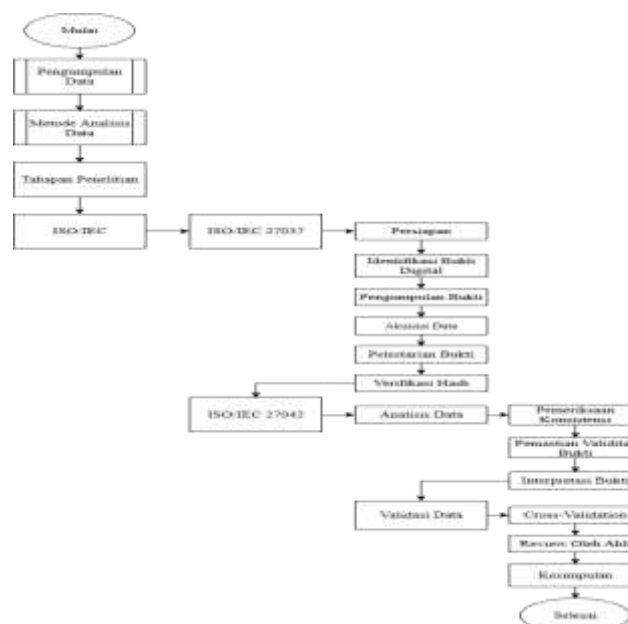 Mulai
Pengumpulan
Data
Metode Analisis
Data
Tahapan Penelitian
ISO/IEC
ISO/IEC 27037
Persiapan
Identifikasi Bukti
Digital
Pengumpulan Bukti
Akuisisi Data
Pelestarian Bukti
Verifikasi Hash
ISO/IEC 27042
Analisis Data
Pemeriksaan
Konsistensi
Pemastian Validitas
Bukti
Interpretasi Bukti
Validasi Data
Cross-Validation
Review Oleh Ahli
Kesimpulan
Selesai